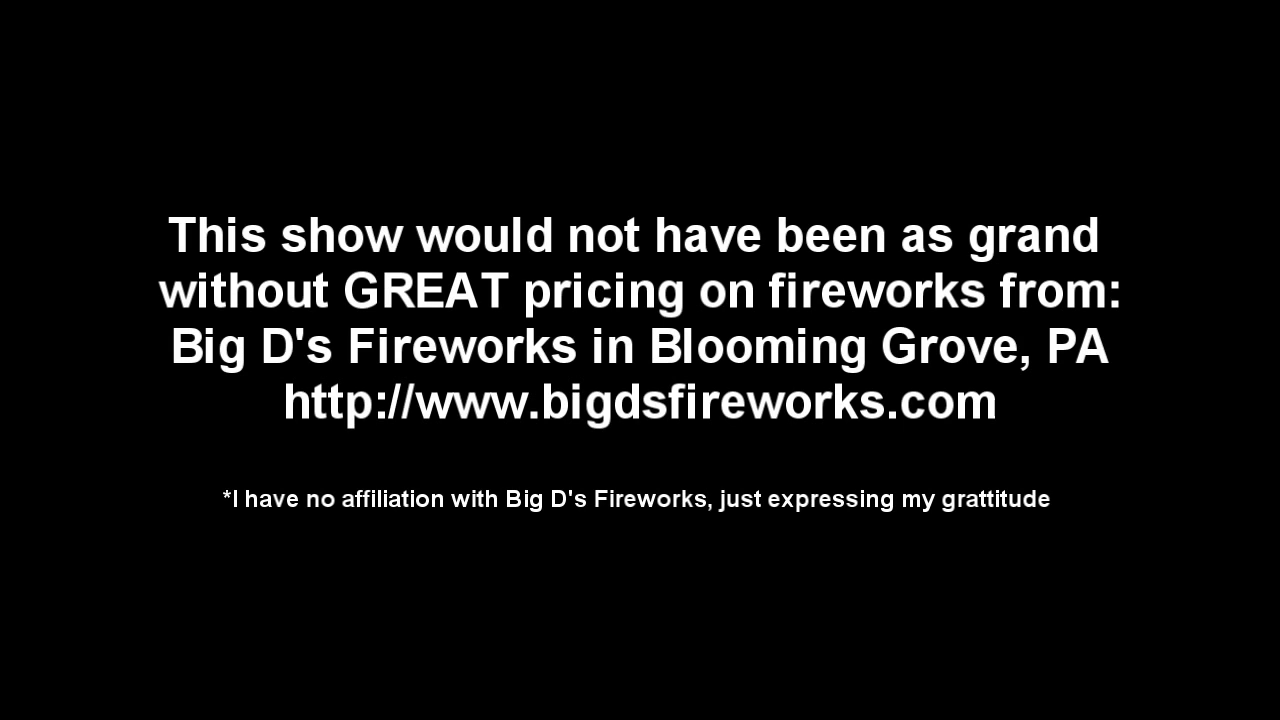 This show would not have been as grand
without GREAT pricing on fireworks from:
Big D's Fireworks in Blooming Grove, PA
http://www.bigdsfireworks.com
*I have no affiliation with Big D's Fireworks, just expressing my grattitude